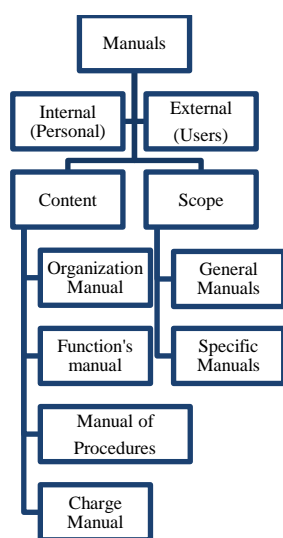 Manuals
Internal
(Personal)
External
(Users)
Content
Scope
Organization
Manual
General
Manuals
Function's
manual
Specific
Manuals
Manual of
Procedures
Charge
Manual